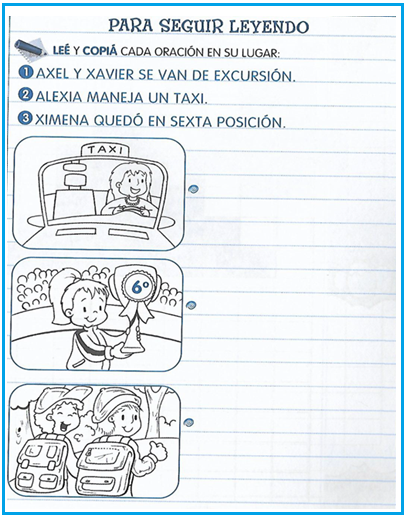 PARA SEGUIR LEYENDO
LEÉ Y COPIÁ CADA ORACIÓN EN SU LUGAR:
1 AXEL Y XAVIER SE VAN DE EXCURSIÓN.
2 ALEXIA MANEJA UN TAXI.
3 XIMENA QUEDÓ EN SEXTA POSICIÓN.
TAXI
6º